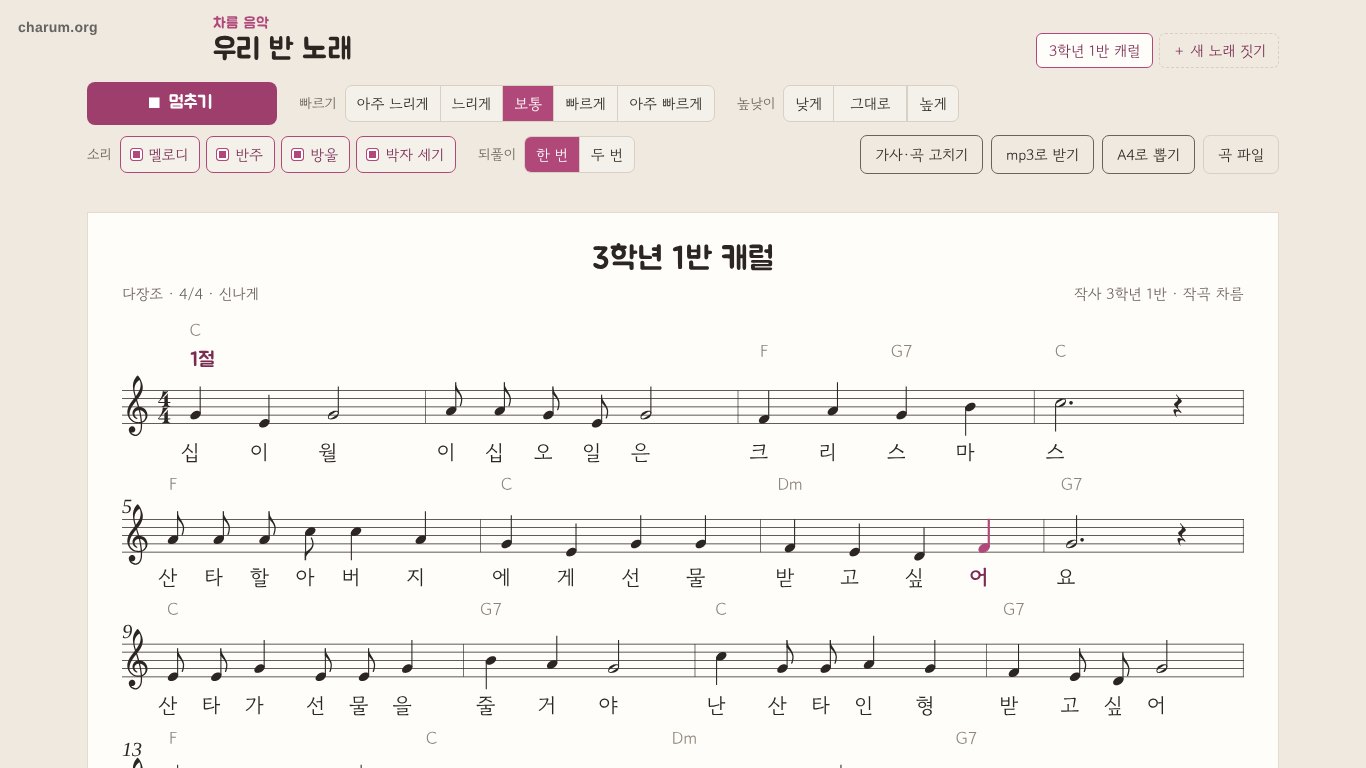 charum.org
차름 음악
우리 반 노래
3학년 1반 캐럴
+ 새 노래 짓기
■ 멈추기
빠르기 아주 느리게 느리게 보통 빠르게 아주 빠르게
높낮이 낮게 그대로 높게
소리 멜로디 반주 방울 박자 세기
되풀이 한 번 두 번
가사·곡 고치기 mp3로 받기 A4로 뽑기 곡 파일
3학년 1반 캐럴
다장조 · 4/4 · 신나게
작사 3학년 1반 · 작곡 차름
C F G7 C
1절
4
4
십 이 월 이 십 오 일 은 크 리 스 마 스
F C Dm G7
5
산 타 할 아 버 지 에 게 선 물 받 고 싶 어 요
C G7 C G7
9
산 타 가 선 물 을 줄 거 야 난 산 타 인 형 받 고 싶 어
F C Dm G7
13